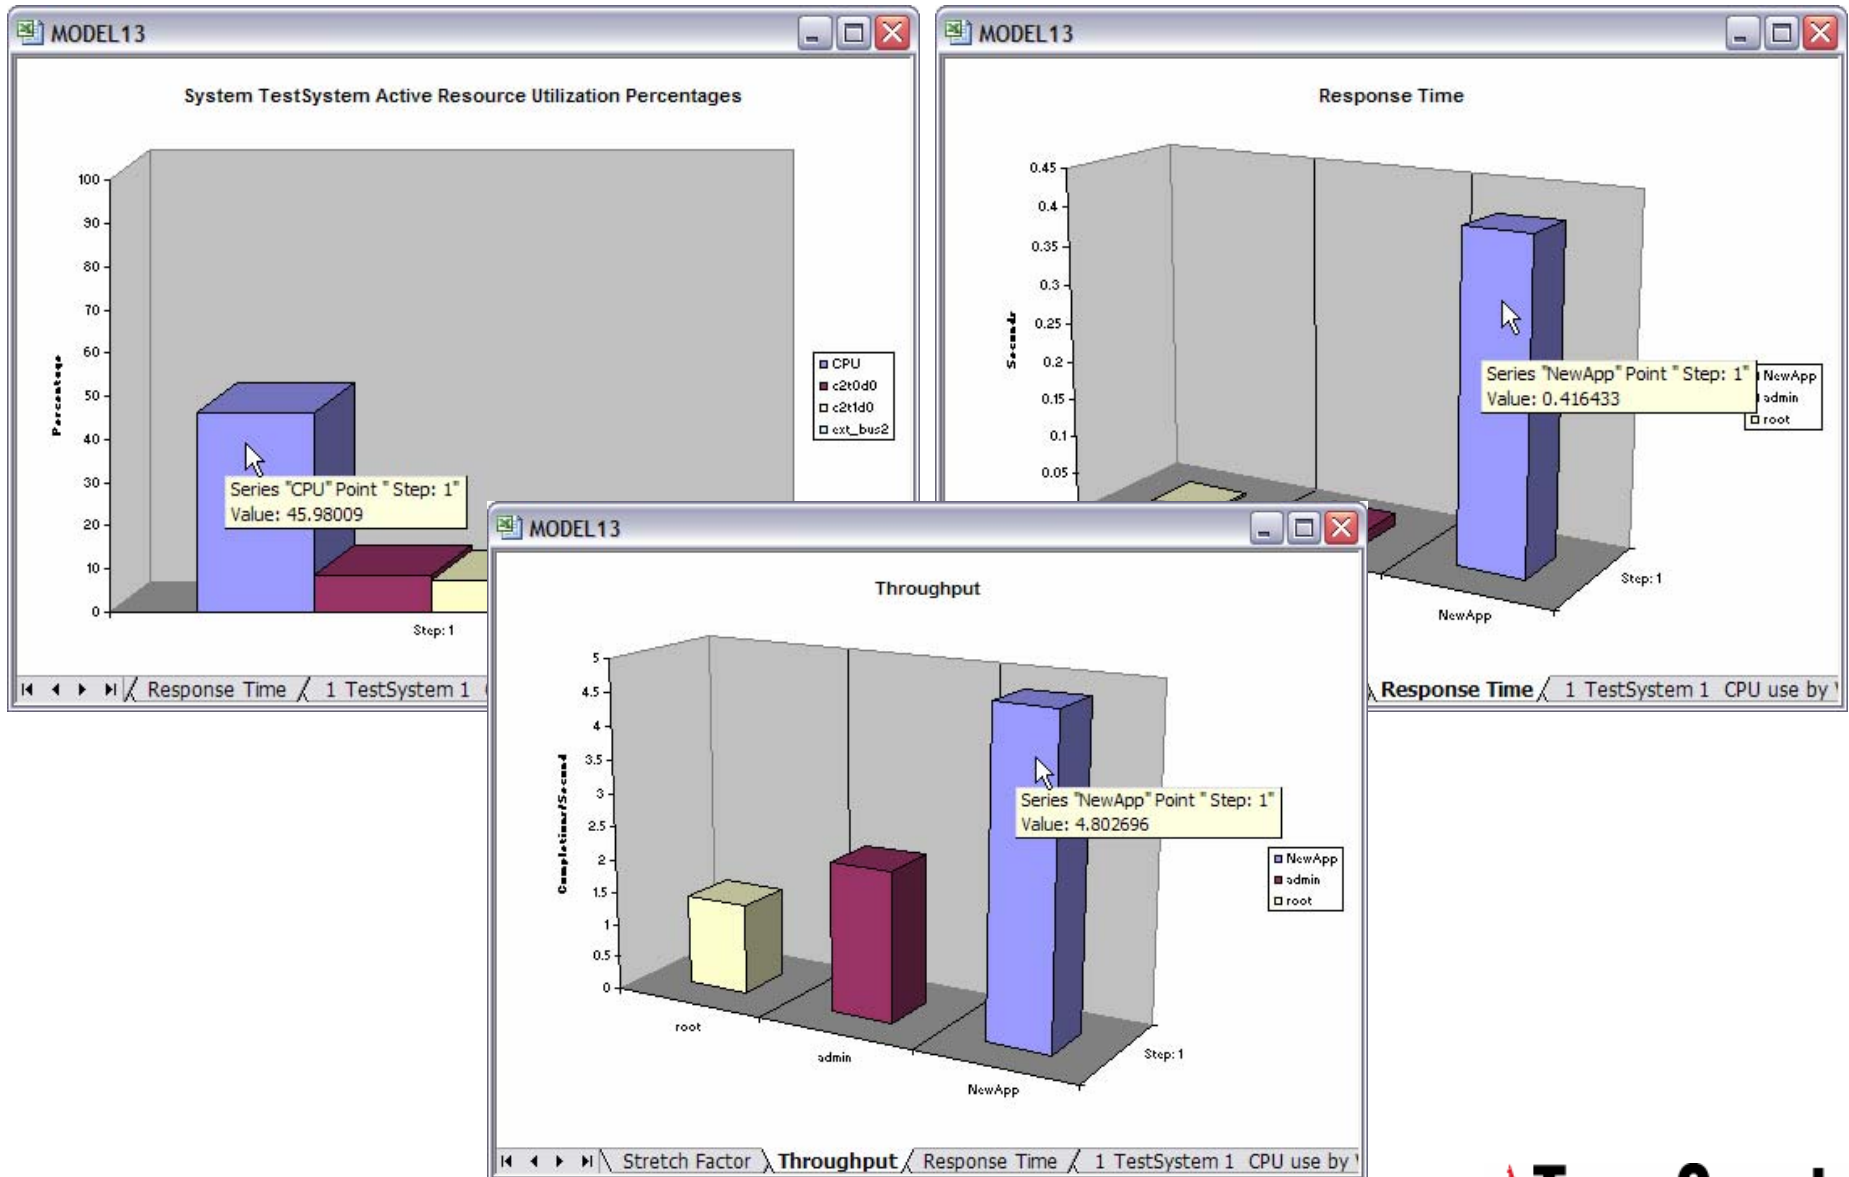 MODEL13
System TestSystem Active Resource Utilization Percentages
100
90
80
70
60
50
40
30
20
10
0
Percentage
CPU
c2t0d0
c2t1d0
ext_bus2
Series "CPU" Point " Step: 1"
Value: 45.98009
Step: 1
Response Time
1 TestSystem 1
MODEL13
Response Time
0.45
0.4
0.35
0.3
0.25
0.2
0.15
0.1
0.05
Seconds
Series "NewApp" Point " Step: 1"
Value: 0.416433
NewApp
admin
root
Step: 1
NewApp
Response Time
1 TestSystem 1 CPU use by
MODEL13
Throughput
5
4.5
4
3.5
3
2.5
2
1.5
1
0.5
0
Completions/Second
Series "NewApp" Point " Step: 1"
Value: 4.802696
NewApp
admin
root
root
admin
NewApp
Step: 1
Stretch Factor
Throughput
Response Time
1 TestSystem 1 CPU use by